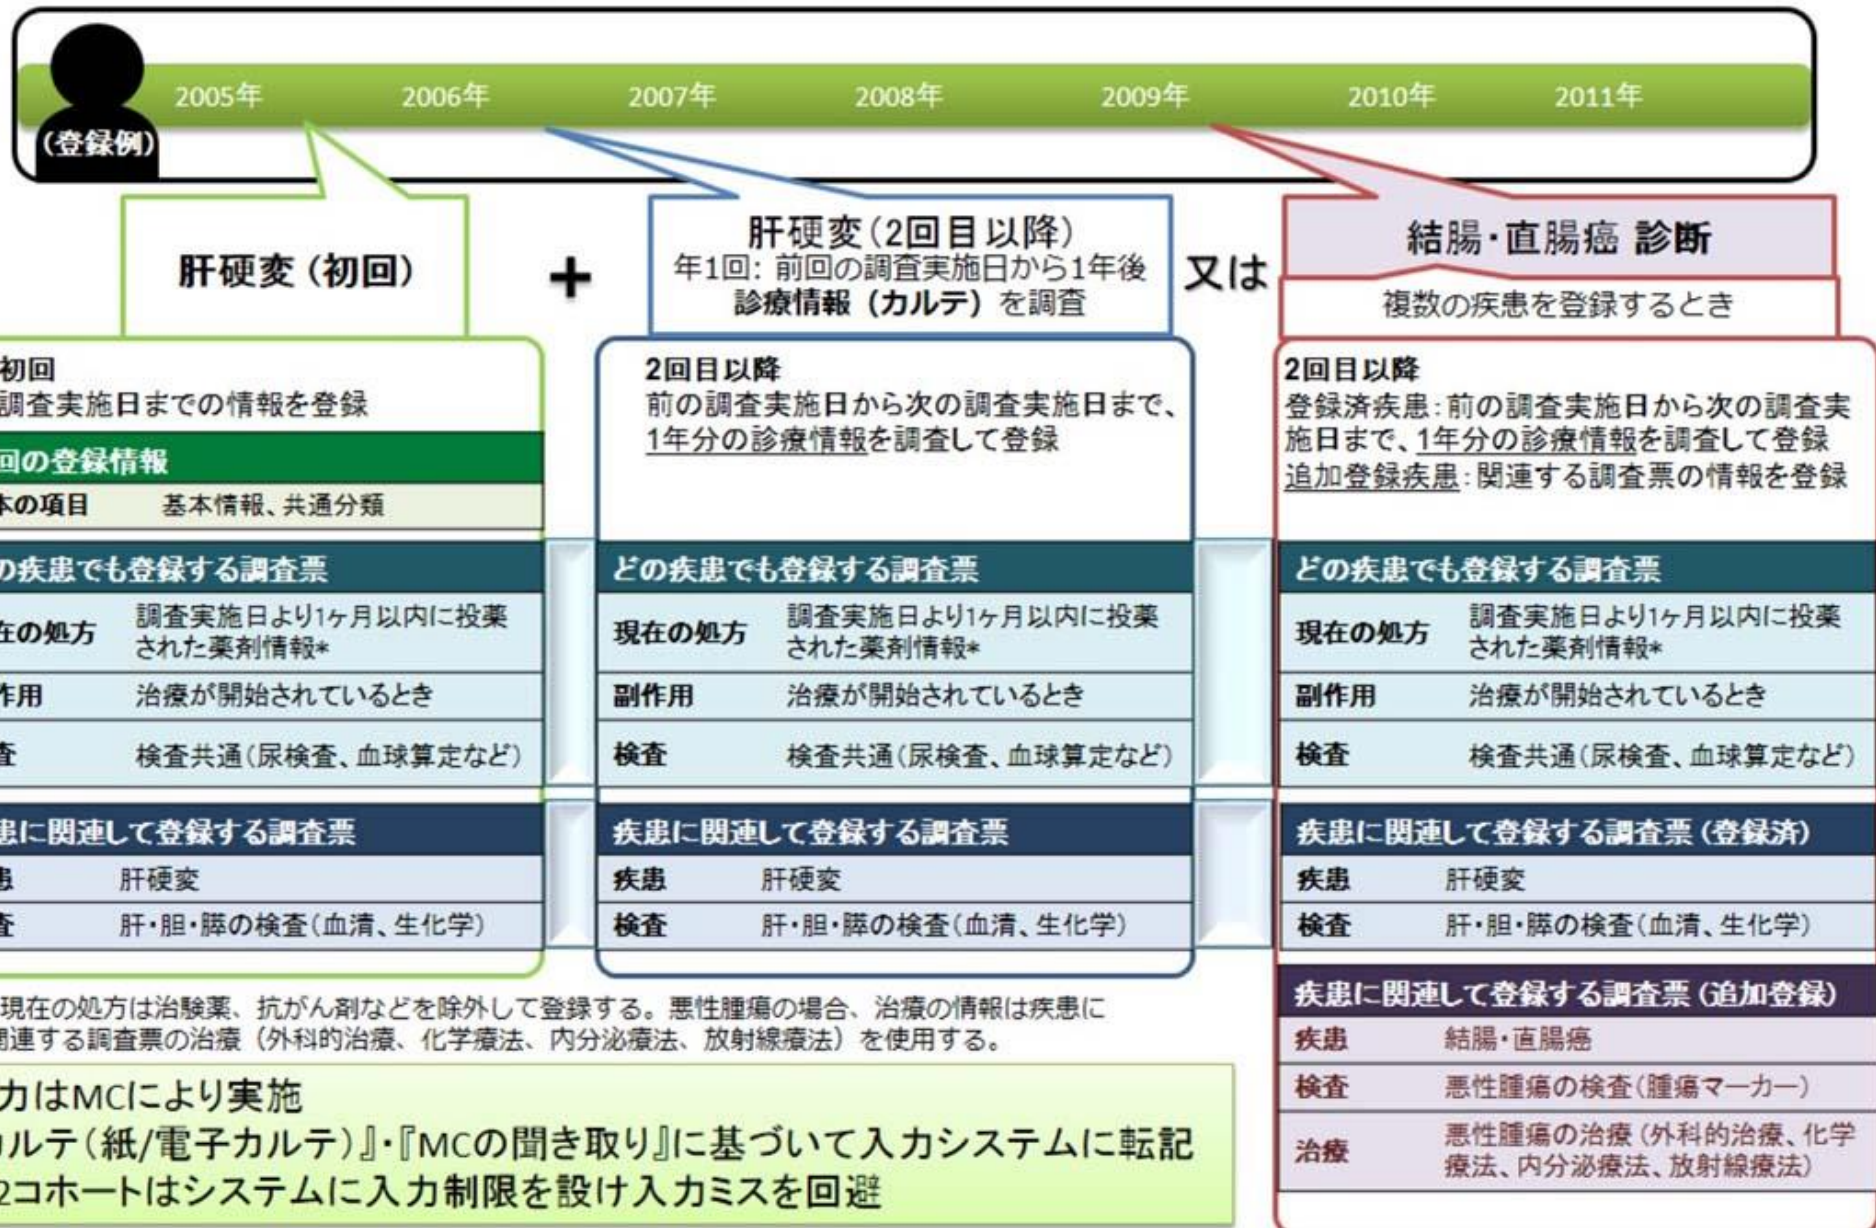 2005年 2006年 2007年 2008年 2009年 2010年 2011年
(登録例)
肝硬変 (初回)
+
肝硬変(2回目以降)
年1回: 前回の調査実施日から1年後
診療情報（カルテ）を調査
又は
結腸・直腸癌 診断
複数の疾患を登録するとき
初回
調査実施日までの情報を登録
回の登録情報
本の項目 基本情報、共通分類
の疾患でも登録する調査票
在の処方 調査実施日より1ヶ月以内に投薬
された薬剤情報*
作用 治療が開始されているとき
査 検査共通(尿検査、血球算定など)
患に関連して登録する調査票
患 肝硬変
査 肝・胆・膵の検査(血清、生化学)
2回目以降
前の調査実施日から次の調査実施日まで、
1年分の診療情報を調査して登録
どの疾患でも登録する調査票
現在の処方 調査実施日より1ヶ月以内に投薬
された薬剤情報*
副作用 治療が開始されているとき
検査 検査共通(尿検査、血球算定など)
疾患に関連して登録する調査票
疾患 肝硬変
検査 肝・胆・膵の検査(血清、生化学)
2回目以降
登録済疾患:前の調査実施日から次の調査実
施日まで、1年分の診療情報を調査して登録
追加登録疾患:関連する調査票の情報を登録
どの疾患でも登録する調査票
現在の処方 調査実施日より1ヶ月以内に投薬
された薬剤情報*
副作用 治療が開始されているとき
検査 検査共通(尿検査、血球算定など)
疾患に関連して登録する調査票 (登録済)
疾患 肝硬変
検査 肝・胆・膵の検査(血清、生化学)
疾患に関連して登録する調査票 (追加登録)
疾患 結腸・直腸癌
検査 悪性腫瘍の検査(腫瘍マーカー)
治療 悪性腫瘍の治療 (外科的治療、化学
療法、内分泌療法、放射線療法)
現在の処方は治験薬、抗がん剤などを除外して登録する。悪性腫瘍の場合、治療の情報は疾患に
関連する調査票の治療（外科的治療、化学療法、内分泌療法、放射線療法）を使用する。
力はMCにより実施
カルテ(紙/電子カルテ)』・『MCの聞き取り』に基づいて入力システムに転記
2コホートはシステムに入力制限を設け入力ミスを回避